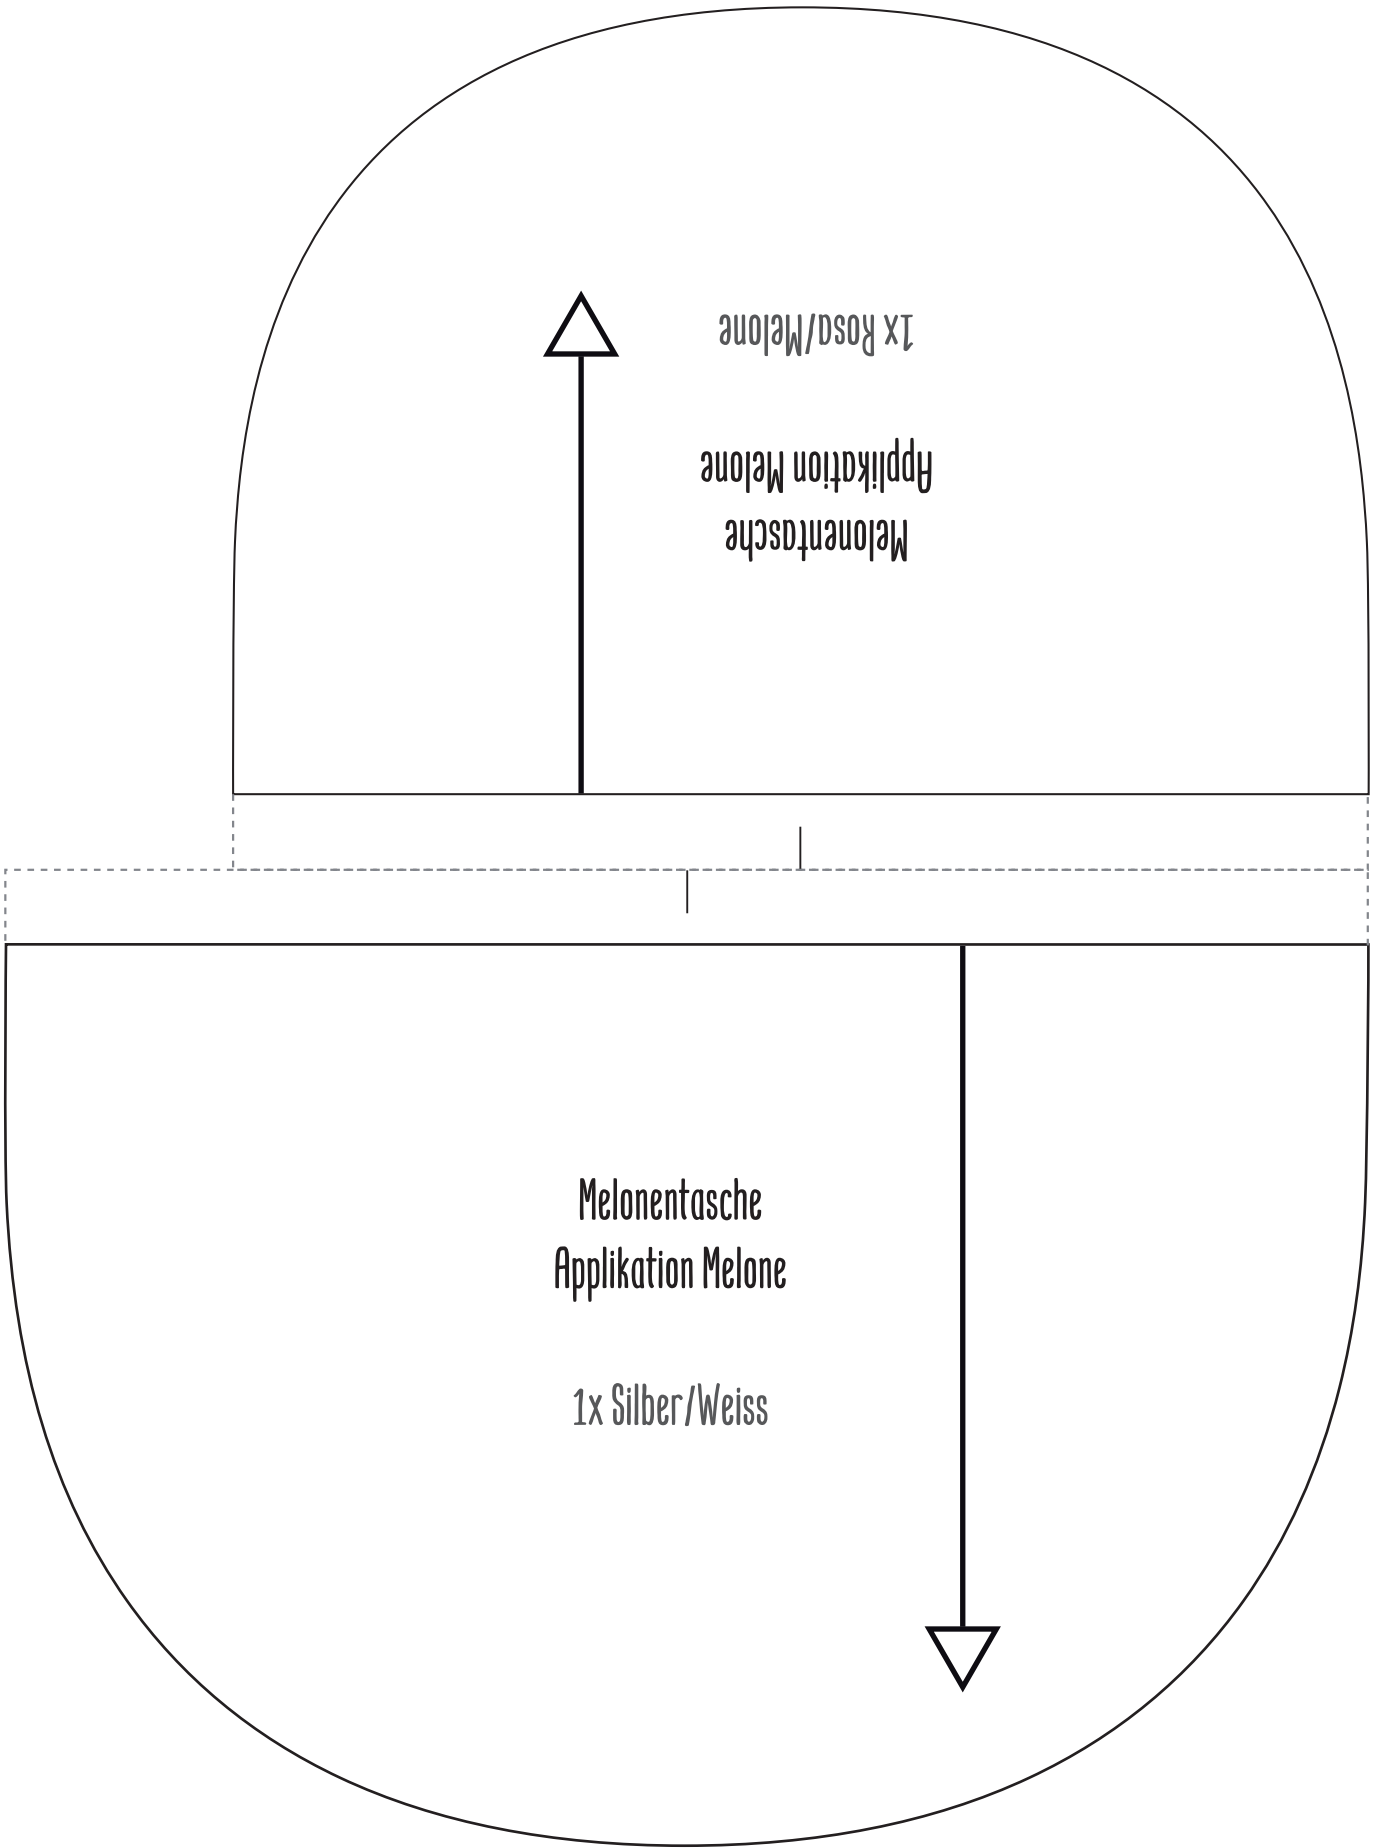 Melonentasche
Applikation Melone
1x Rosa/Melone
Melonentasche
Applikation Melone
1x Silber/Weiss